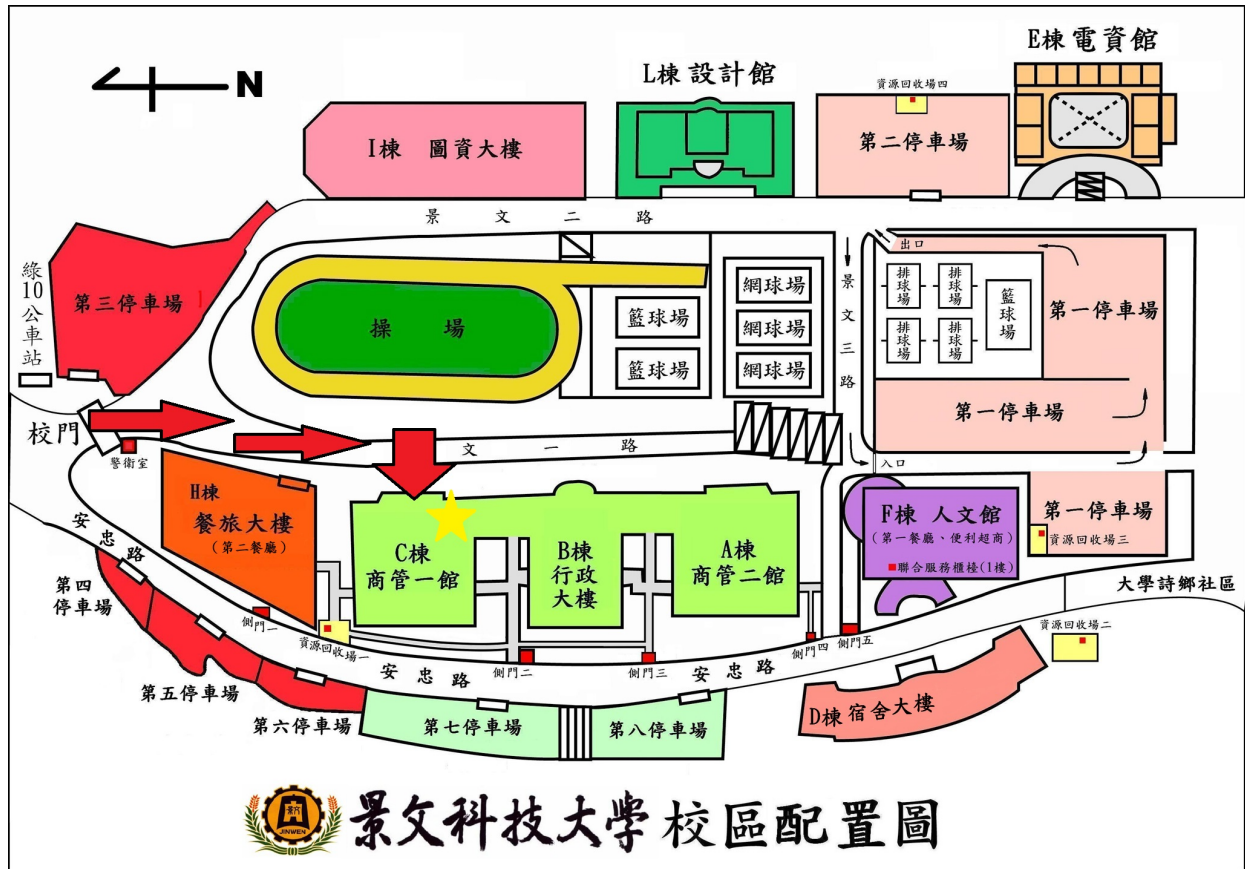 N
E棟電資館
L棟設計館
資源回收場四
第二停車場
I棟 圖資大樓
景文二路
出口
綠10公車站
第三停車場
操場
籃球場
籃球場
網球場
網球場
網球場
景文三路
排球場
排球場
排球場
排球場
籃球場
第一停車場
第一停車場
校門
警衛室
文一路
入口
H棟
餐旅大樓
(第二餐廳)
C棟
商管一館
B棟
行政
大樓
A棟
商管二館
F棟 人文館
(第一餐廳、便利超商)
聯合服務櫃檯(1樓)
第一停車場
資源回收場三
大學詩鄉社區
安忠路
第四
停車場
側門一
資源回收場一
側門二
側門三
側門四
側門五
資源回收場二
第五停車場
安忠路
安忠路
第六停車場
第七停車場
第八停車場
D棟宿舍大樓
景文
JINWEN
景文科技大學校區配置圖